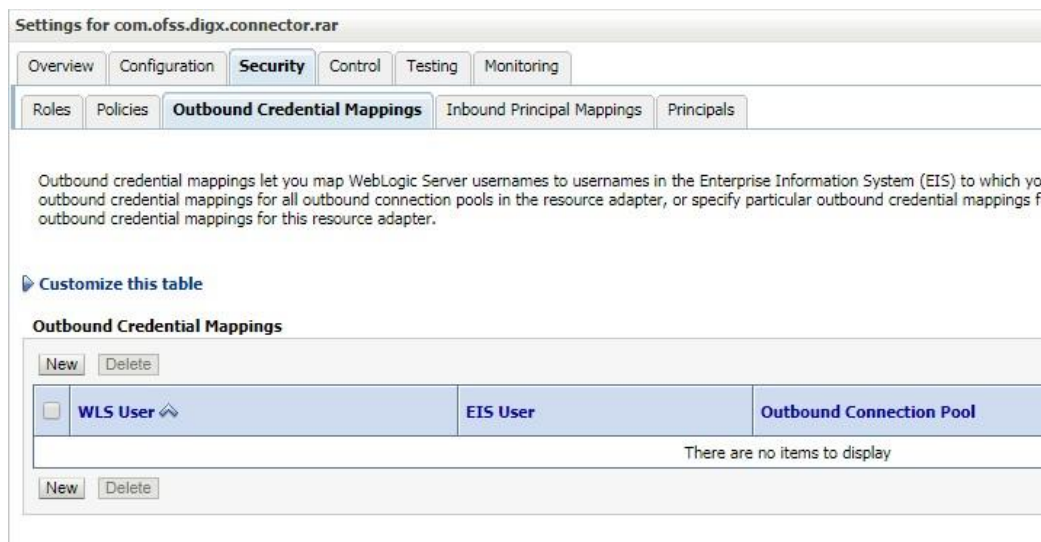 Settings for com.ofss.digx.connector.rar
Overview Configuration Security Control Testing Monitoring
Roles Policies Outbound Credential Mappings Inbound Principal Mappings Principals
Outbound credential mappings let you map WebLogic Server usernames to usernames in the Enterprise Information System (EIS) to which yo
outbound credential mappings for all outbound connection pools in the resource adapter, or specify particular outbound credential mappings f
outbound credential mappings for this resource adapter.
Customize this table
Outbound Credential Mappings
New Delete
WLS User EIS User Outbound Connection Pool
There are no items to display
New Delete